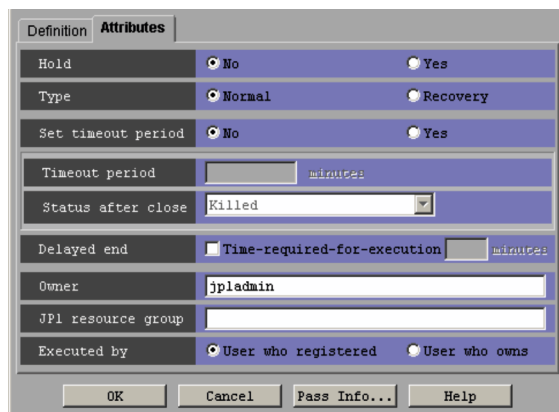 Definition Attributes
Hold No Yes
Type Normal Recovery
Set timeout period No Yes
Timeout period minutes
Status after close Killed
Delayed end Time-required-for-execution minutes
Owner jp1admin
JP1 resource group
Executed by User who registered User who owns
OK Cancel Pass Info... Help